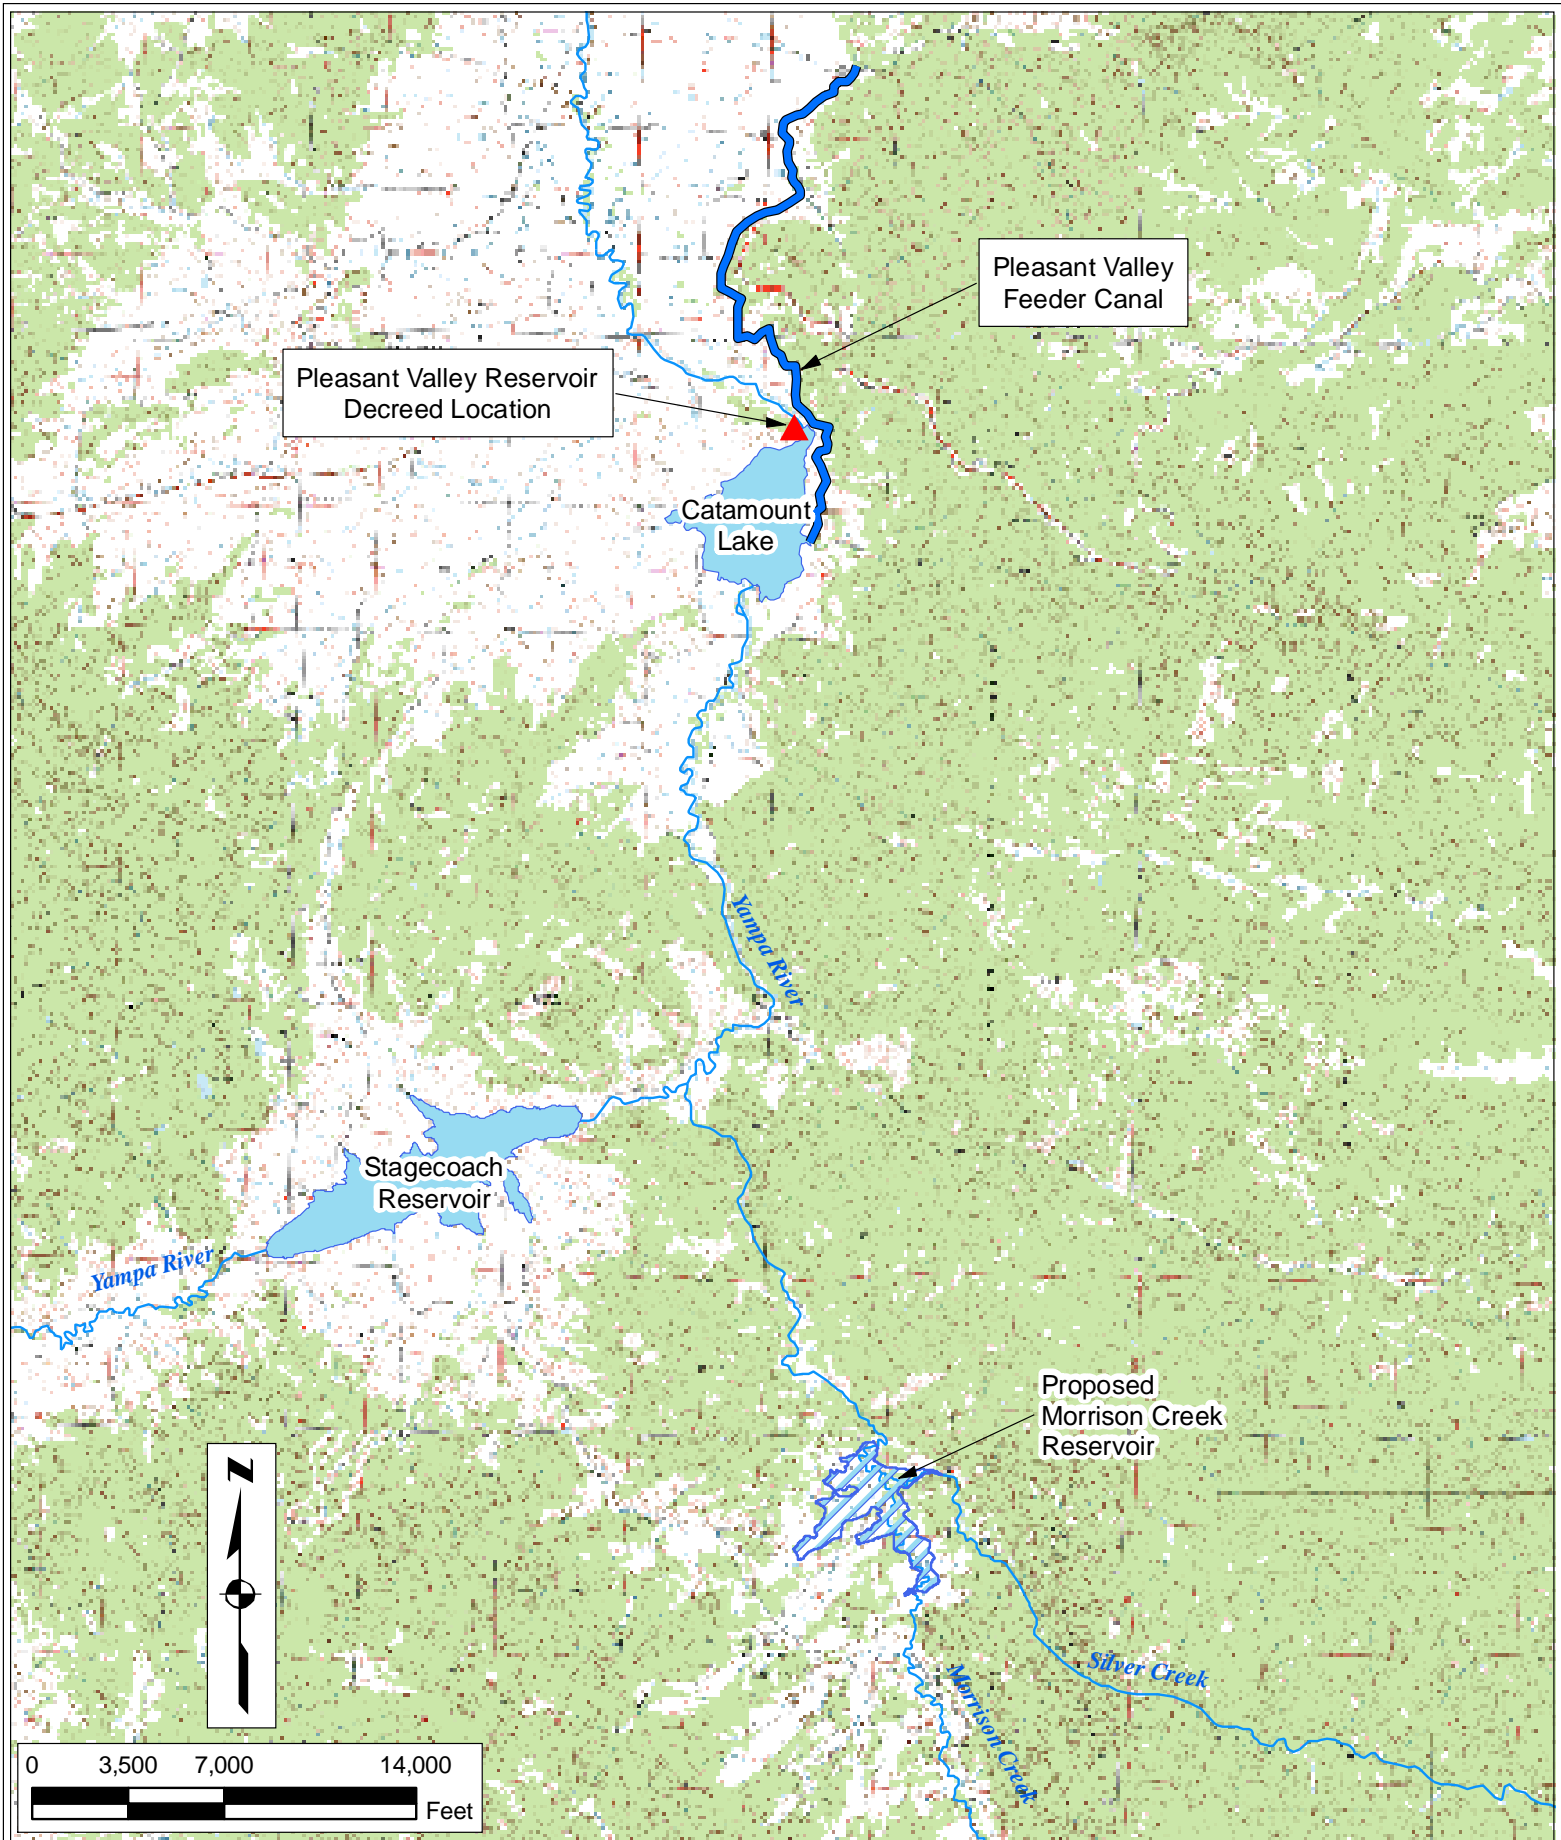 Pleasant Valley
Feeder Canal
Pleasant Valley Reservoir
Decreed Location
Catamount
Lake
Yampa River
Stagecoach
Reservoir
Yampa River
Proposed
Morrison Creek
Reservoir
N
Silver Creek
Morrison Creek
0 3,500 7,000 14,000
Feet